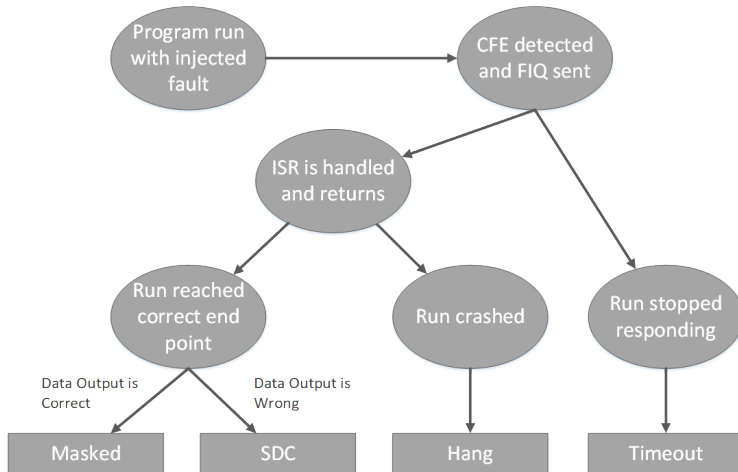 Program run
with injected
fault
CFE detected
and FIQ sent
ISR is handled
and returns
Run reached
correct end
point
Run crashed
Run stopped
responding
Data Output is
Correct
Data Output is
Wrong
Masked
SDC
Hang
Timeout